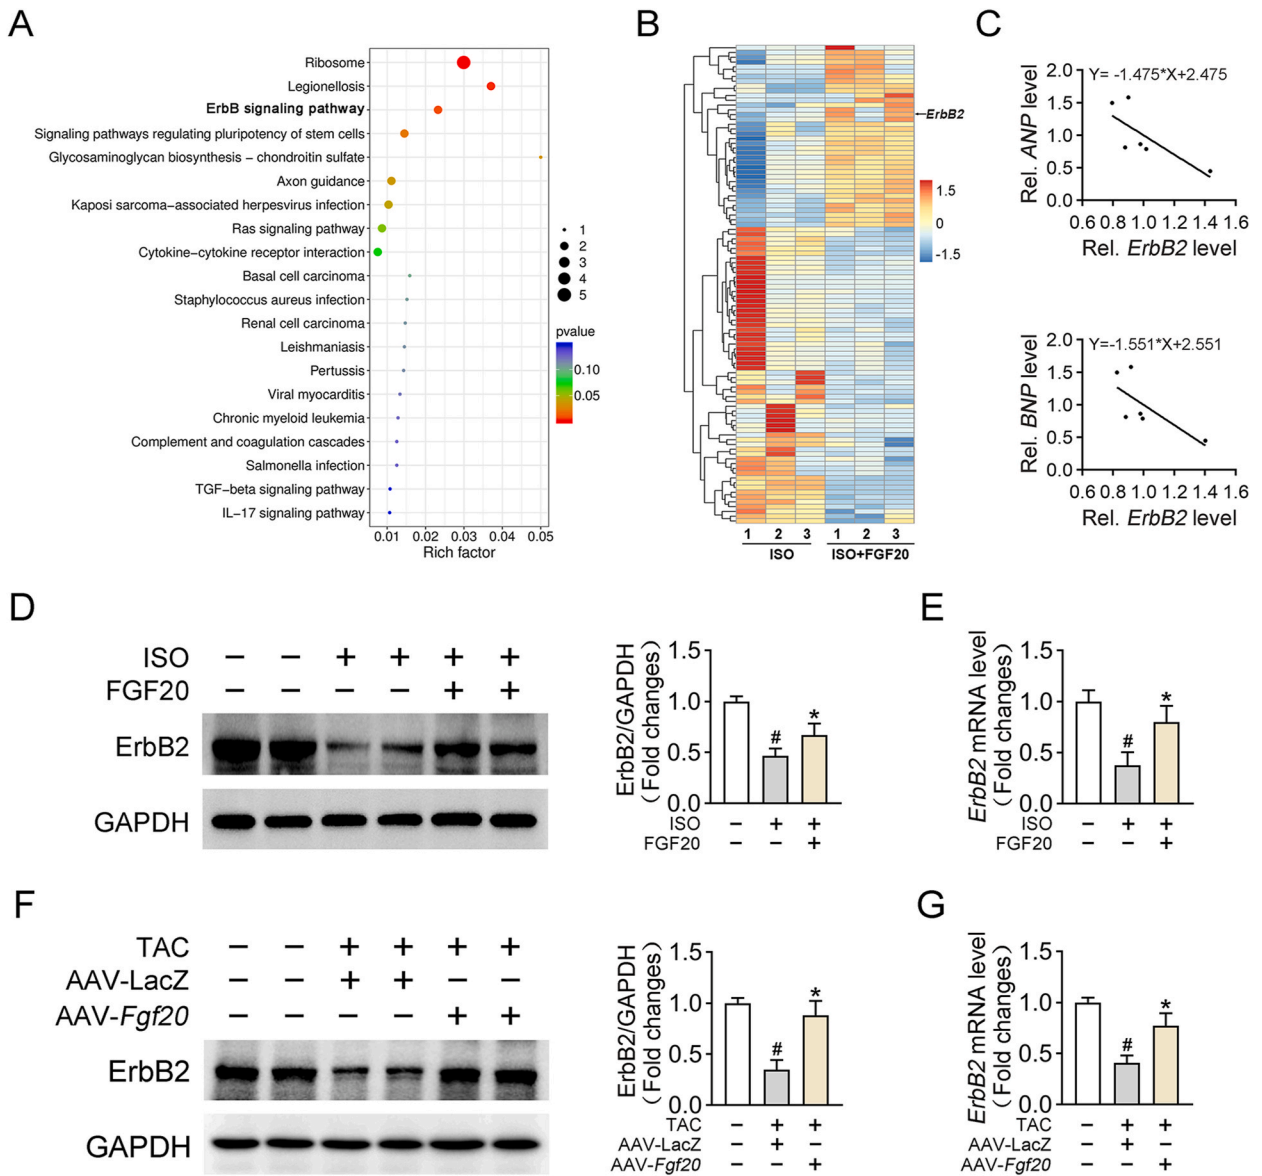 A
Ribosome
Legionellosis
ErbB signaling pathway
Signaling pathways regulating pluripotency of stem cells
Glycosaminoglycan biosynthesis − chondroitin sulfate
Axon guidance
Kaposi sarcoma−associated herpesvirus infection
Ras signaling pathway
Cytokine−cytokine receptor interaction
Basal cell carcinoma
Staphylococcus aureus infection
Renal cell carcinoma
Leishmaniasis
Pertussis
Viral myocarditis
Chronic myeloid leukemia
Complement and coagulation cascades
Salmonella infection
TGF−beta signaling pathway
IL−17 signaling pathway
0.01 0.02 0.03 0.04 0.05
Rich factor
1
2
3
4
5
pvalue
0.10
0.05
B
ErbB2
1.5
0
-1.5
1 2 3 1 2 3
ISO ISO+FGF20
C
Y= -1.475*X+2.475
Rel. ANP level
2.0
1.5
1.0
0.5
0.0
0.6 0.8 1.0 1.2 1.4 1.6
Rel. ErbB2 level
Y=-1.551*X+2.551
Rel. BNP level
2.0
1.5
1.0
0.5
0.0
0.6 0.8 1.0 1.2 1.4 1.6
Rel. ErbB2 level
D
ISO − − + + + +
FGF20 − − − − + +
ErbB2
GAPDH
ErbB2/GAPDH
(Fold changes)
1.5
1.0
0.5
0.0
# *
ISO − + +
FGF20 − − +
E
ErbB2 mRNA level
(Fold changes)
1.5
1.0
0.5
0.0
# *
ISO − + +
FGF20 − − +
F
TAC − − + + + +
AAV-LacZ − − + + − −
AAV-Fgf20 − − − − + +
ErbB2
GAPDH
ErbB2/GAPDH
(Fold changes)
1.5
1.0
0.5
0.0
# *
TAC − + +
AAV-LacZ − + −
AAV-Fgf20 − − +
G
ErbB2 mRNA level
(Fold changes)
1.5
1.0
0.5
0.0
# *
TAC − + +
AAV-LacZ − + −
AAV-Fgf20 − − +